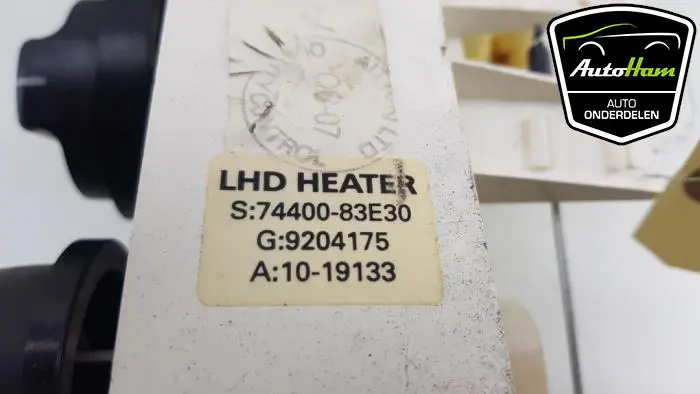 AutoHam
AUTO
ONDERDELEN
LHD HEATER
S:74400-83E30
G:9204175
A:10-19133